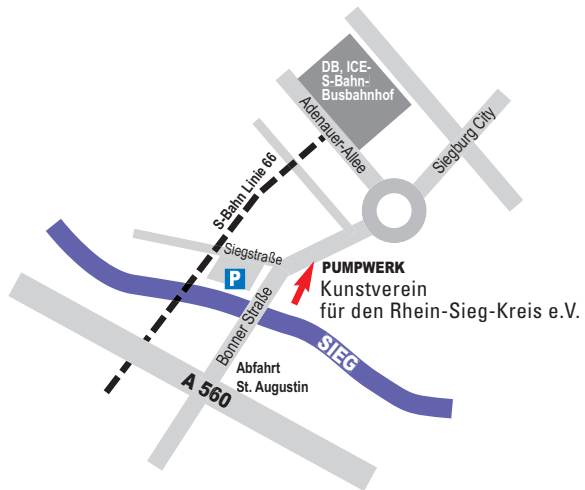 DB, ICE-
S-Bahn-
Busbahnhof
Adenauer-Allee
Siegburg City
S-Bahn Linie 66
Siegstraße
P
PUMPWERK
Kunstverein
für den Rhein-Sieg-Kreis e.V.
Bonner Straße
SIEG
Abfahrt
St. Augustin
A 560